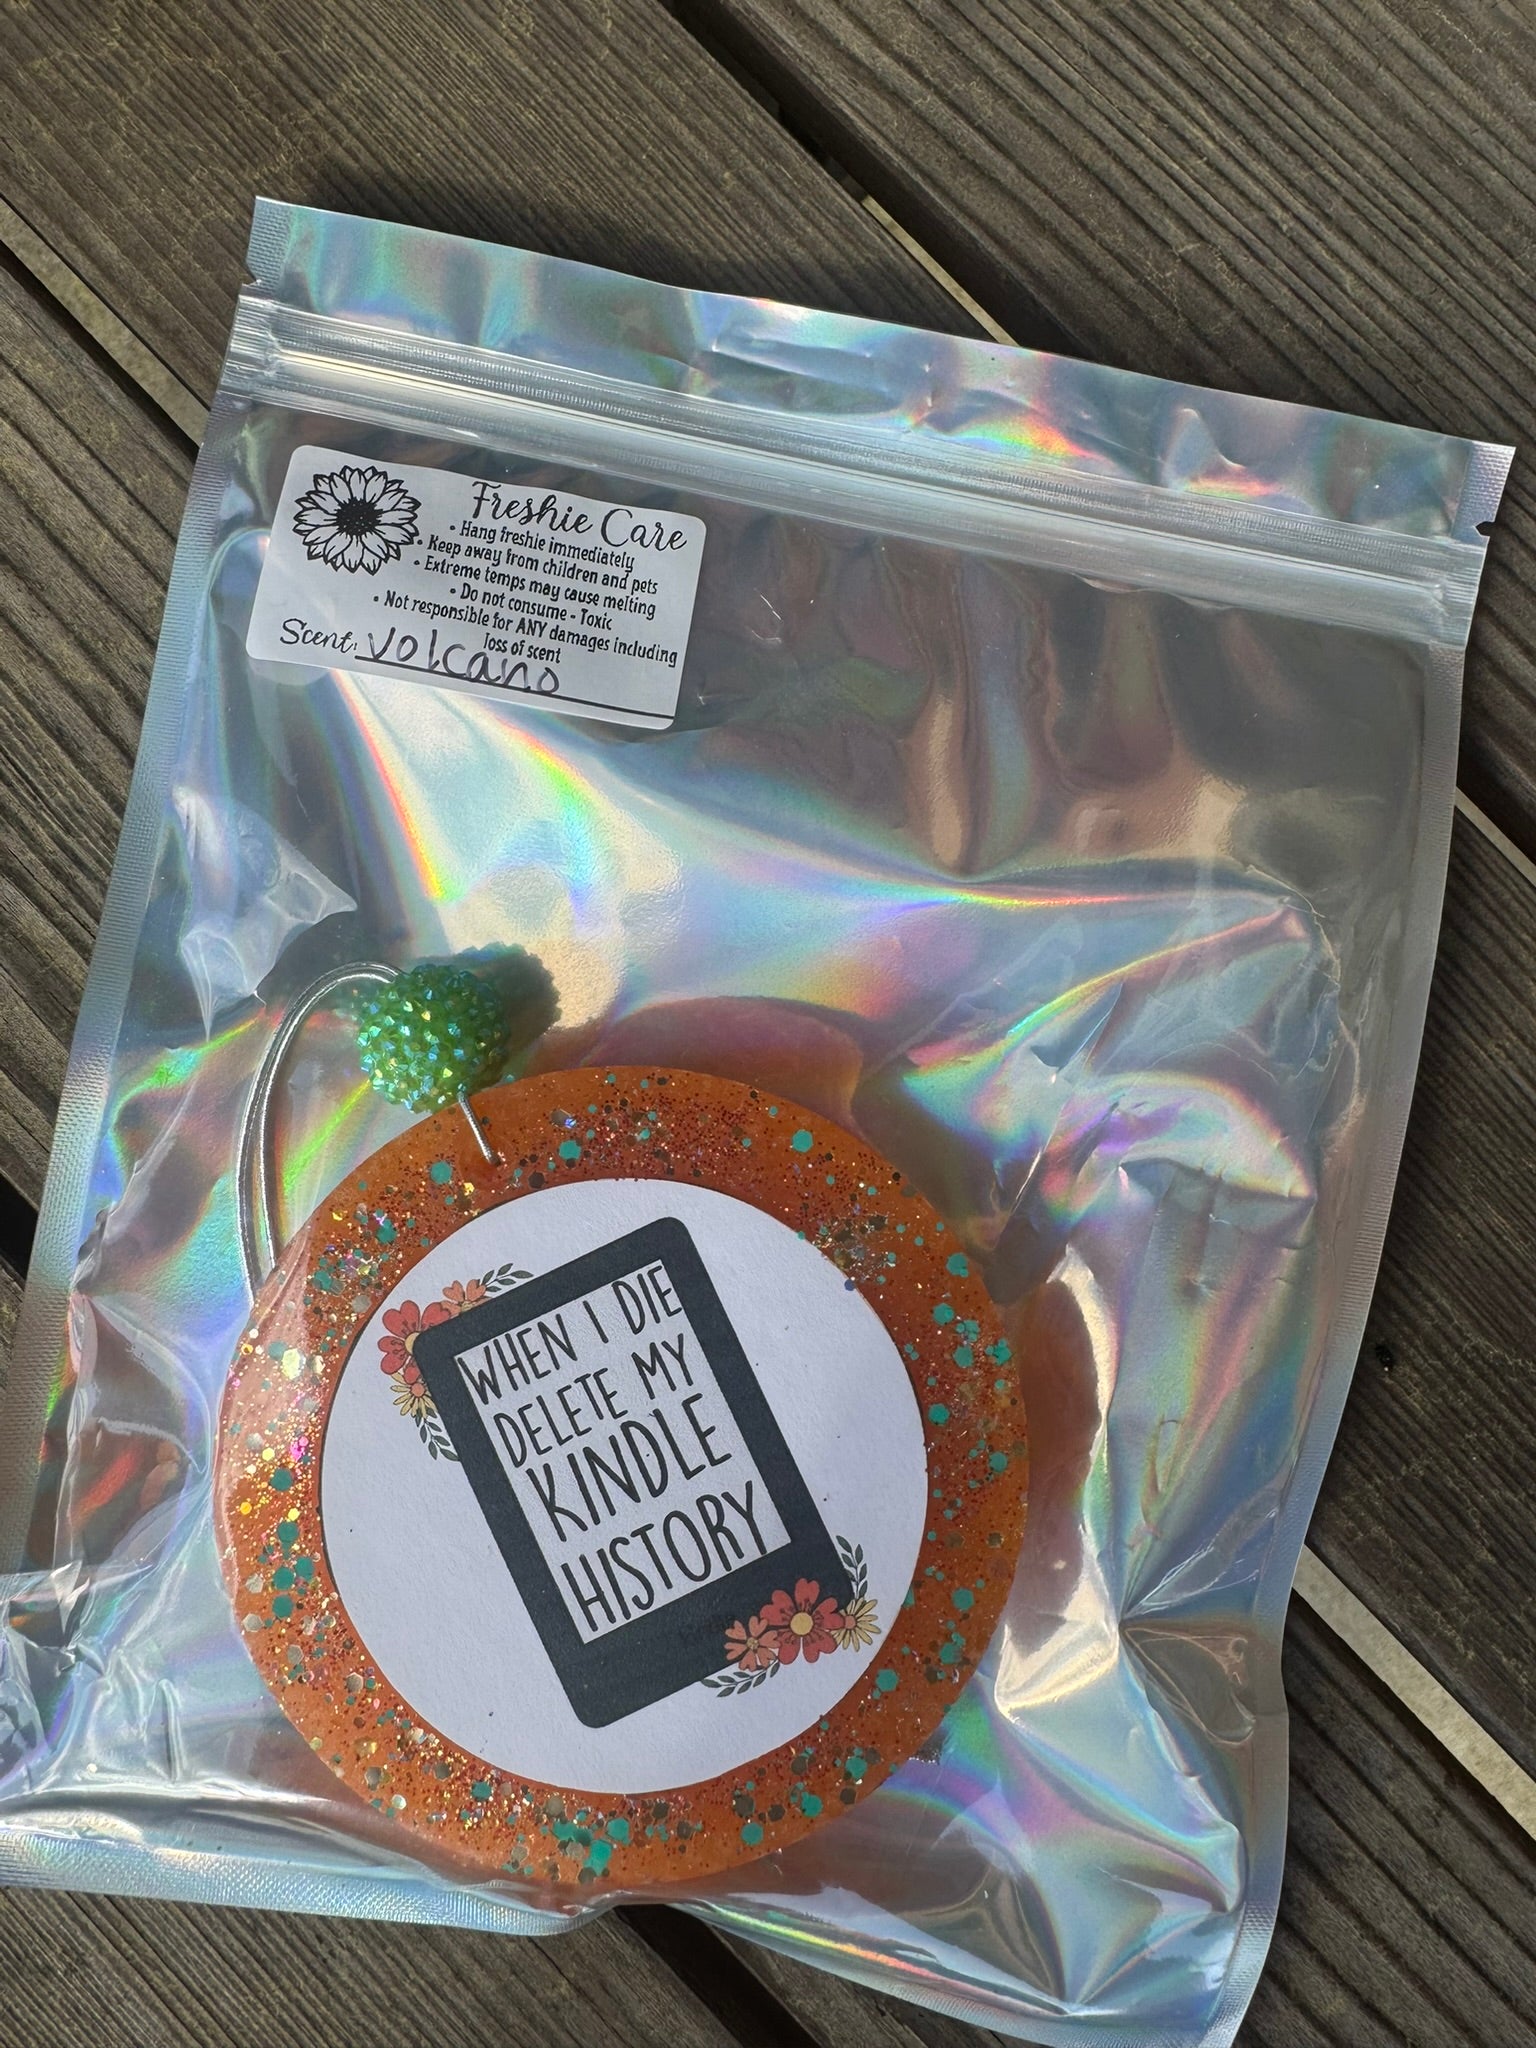 Freshie Care
• Hang freshie immediately
• Keep away from children and pets
• Extreme temps may cause melting
• Do not consume - Toxic
• Not responsible for ANY damages including
loss of scent
Scent: volcano
WHEN I DIE
DELETE MY
KINDLE
HISTORY